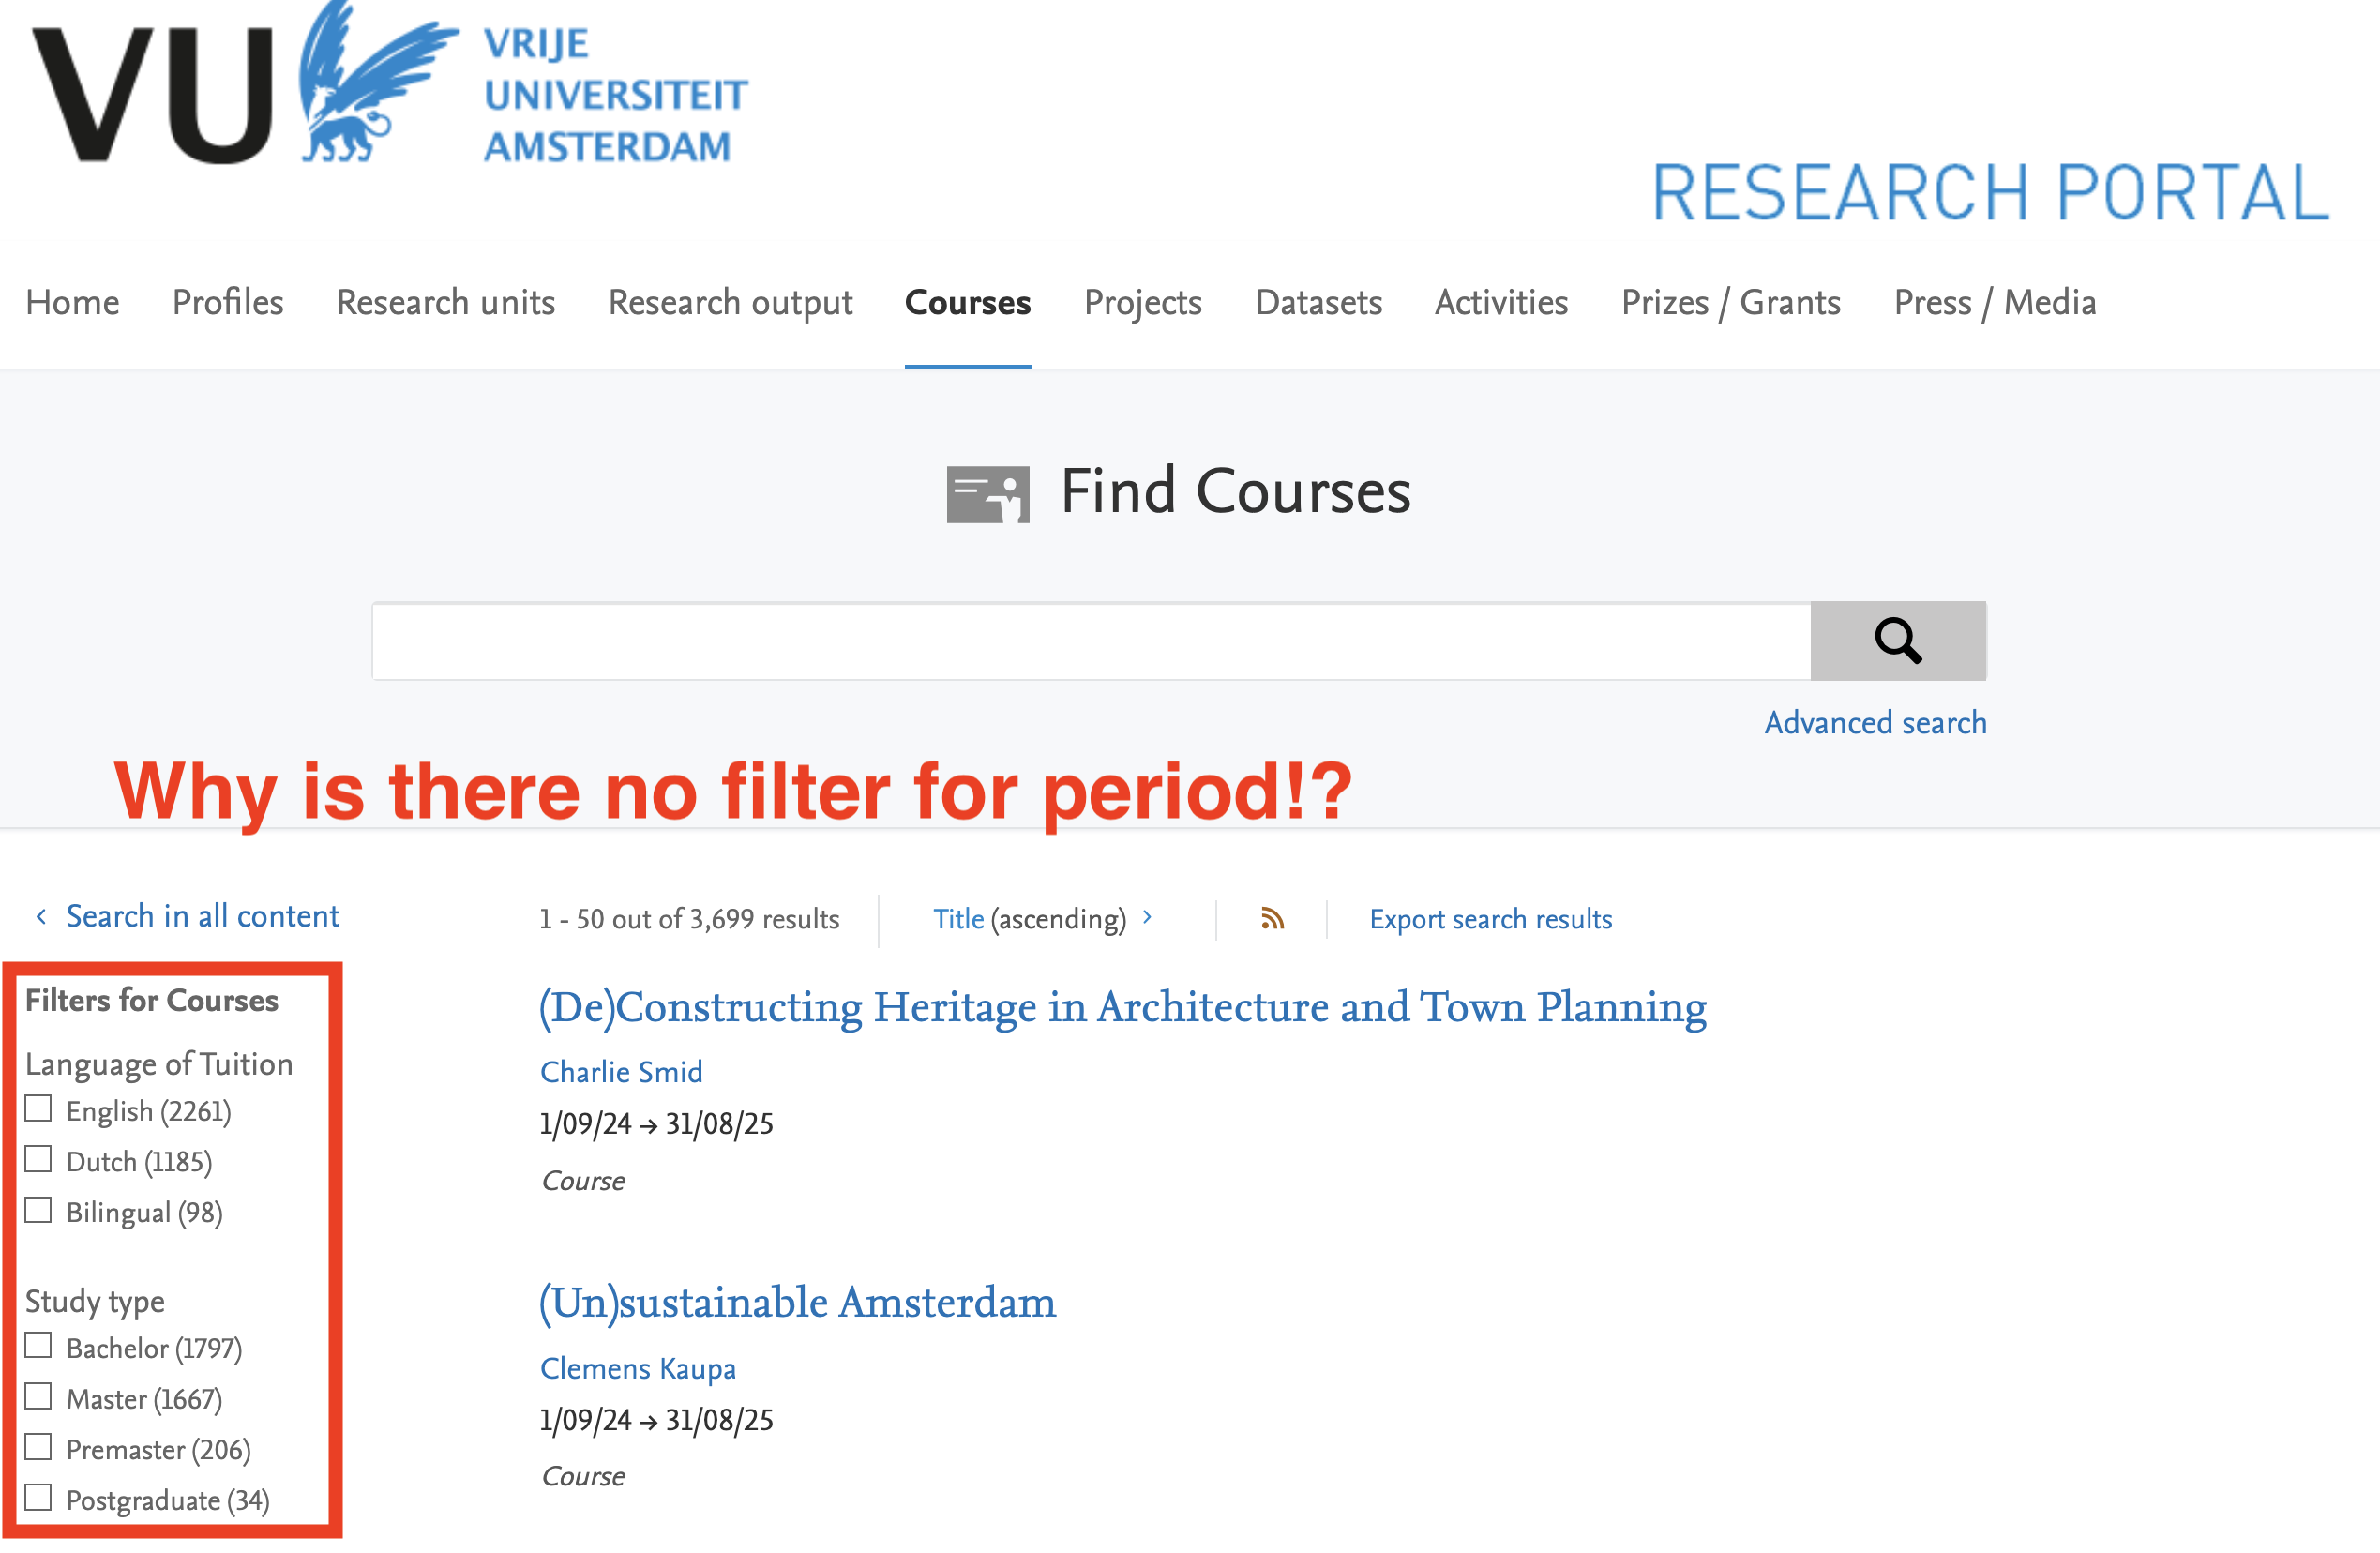 VU VRIJE
UNIVERSITEIT
AMSTERDAM
RESEARCH PORTAL
Home Profiles Research units Research output Courses Projects Datasets Activities Prizes / Grants Press / Media
Find Courses
Advanced search
Why is there no filter for period!?
‹ Search in all content
1 - 50 out of 3,699 results
Title (ascending) ›
Export search results
Filters for Courses
Language of Tuition
English (2261)
Dutch (1185)
Bilingual (98)
Study type
Bachelor (1797)
Master (1667)
Premaster (206)
Postgraduate (34)
(De)Constructing Heritage in Architecture and Town Planning
Charlie Smid
1/09/24 → 31/08/25
Course
(Un)sustainable Amsterdam
Clemens Kaupa
1/09/24 → 31/08/25
Course